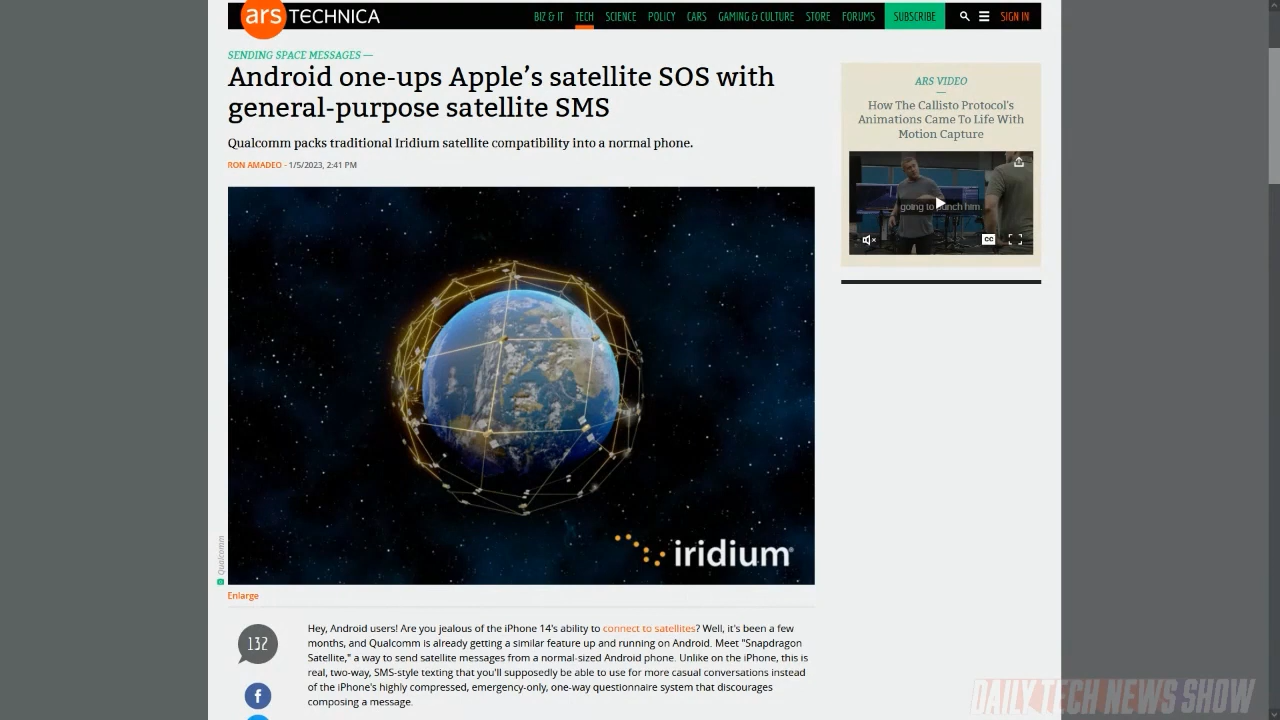 ars TECHNICA
BIZ & IT TECH SCIENCE POLICY CARS GAMING & CULTURE STORE FORUMS SUBSCRIBE SIGN IN
SENDING SPACE MESSAGES —
Android one-ups Apple’s satellite SOS with
general-purpose satellite SMS
Qualcomm packs traditional Iridium satellite compatibility into a normal phone.
RON AMADEO - 1/5/2023, 2:41 PM
ARS VIDEO
How The Callisto Protocol's
Animations Came To Life With
Motion Capture
going to punch him.
CC
iridium®
Qualcomm
Enlarge
132
Hey, Android users! Are you jealous of the iPhone 14's ability to connect to satellites? Well, it's been a few
months, and Qualcomm is already getting a similar feature up and running on Android. Meet "Snapdragon
Satellite," a way to send satellite messages from a normal-sized Android phone. Unlike on the iPhone, this is
real, two-way, SMS-style texting that you'll supposedly be able to use for more casual conversations instead
of the iPhone's highly compressed, emergency-only, one-way questionnaire system that discourages
composing a message.
f
DAILY TECH NEWS SHOW